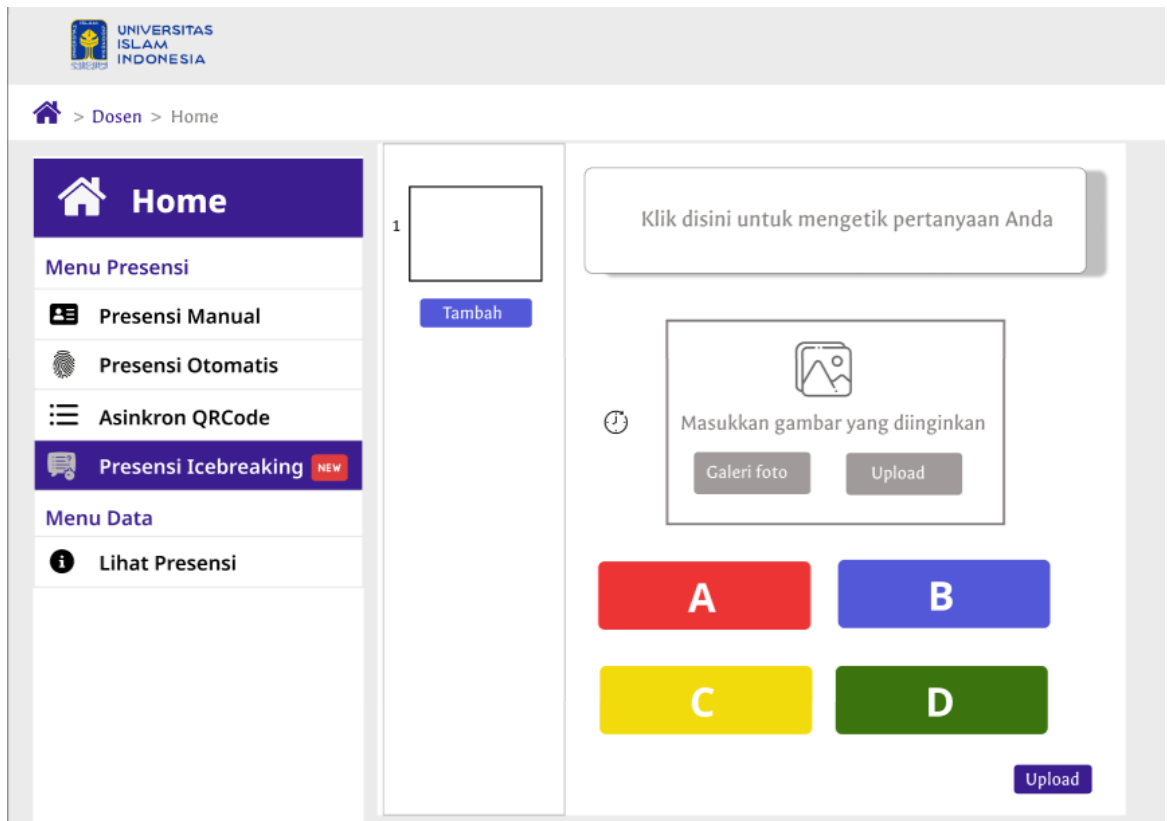 UNIVERSITAS
ISLAM
INDONESIA
> Dosen > Home
Home
Menu Presensi
Presensi Manual
Presensi Otomatis
Asinkron QRCode
Presensi Icebreaking NEW
Menu Data
Lihat Presensi
1
Tambah
Klik disini untuk mengetik pertanyaan Anda
Masukkan gambar yang diinginkan
Galeri foto Upload
A B
C D
Upload